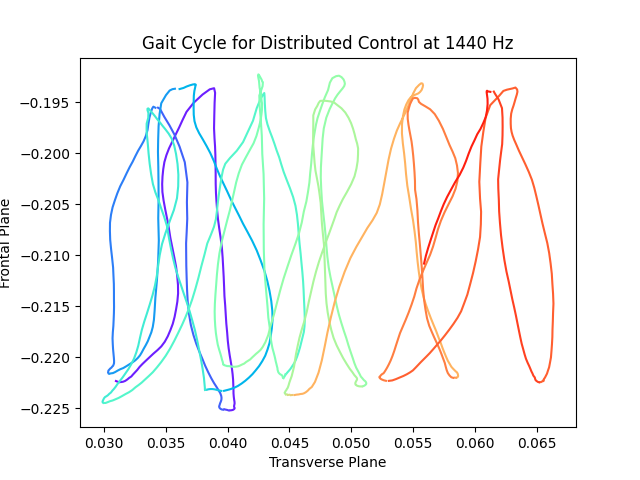 Gait Cycle for Distributed Control at 1440 Hz
Frontal Plane
−0.195
−0.200
−0.205
−0.210
−0.215
−0.220
−0.225
0.030 0.035 0.040 0.045 0.050 0.055 0.060 0.065
Transverse Plane